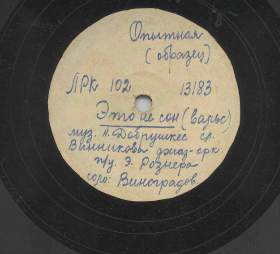 Опытная
(образец)
ЛРК 102 13183
Это не сон (вальс)
муз. П. Добрушкес сл.
Винникова джаз-орк.
п/у Э. Рознера
соло: Виноградов